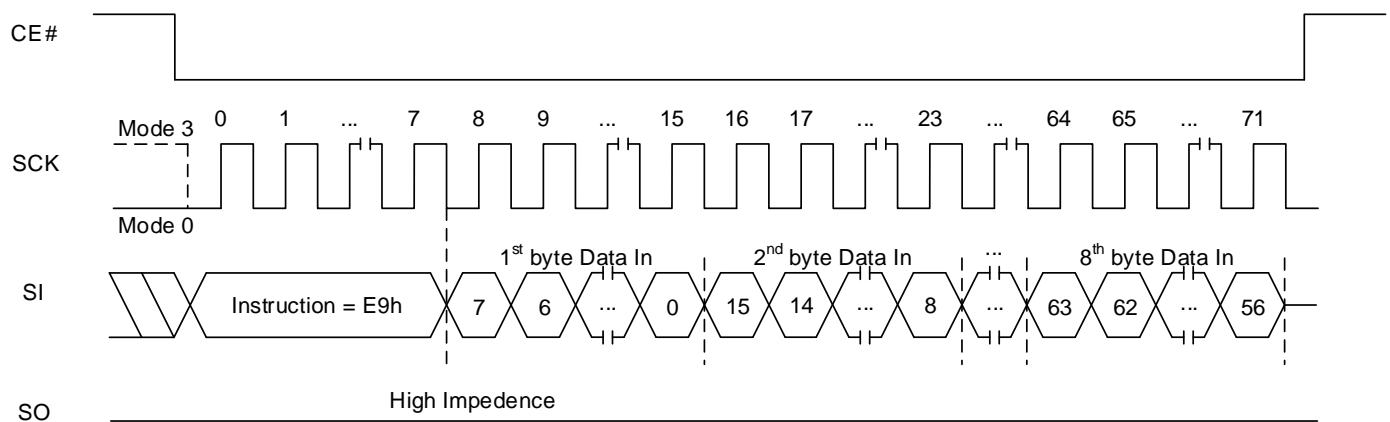 CE#
Mode 3
0 1 ... 7 8 9 ... 15 16 17 ... 23 ... 64 65 ... 71
SCK
Mode 0
1st byte Data In 2nd byte Data In ... 8th byte Data In
SI
Instruction = E9h 7 6 ... 0 15 14 ... 8 ... 63 62 ... 56
High Impedence
SO